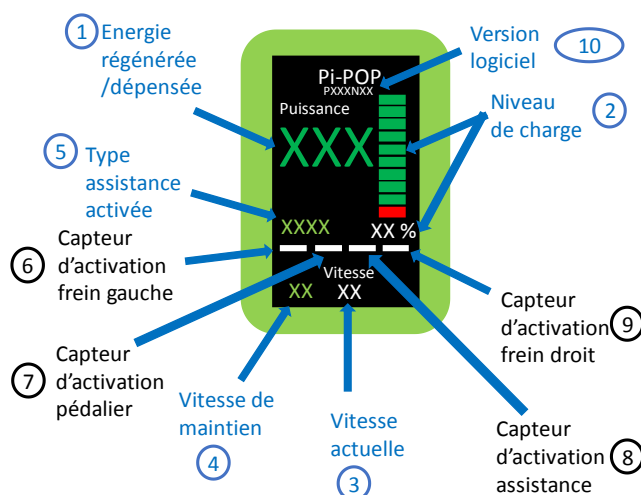 1 Energie
régénérée
/dépensée
Version
logiciel 10
Pi-POP
PXXXNXX
Puissance
XXX
Niveau
de charge 2
5 Type
assistance
activée
XXXX
XX %
6 Capteur
d'activation
frein gauche
Vitesse
XX XX
Capteur
d'activation
frein droit 9
7 Capteur
d'activation
pédalier
Vitesse de
maintien
4
Vitesse
actuelle
3
Capteur
d'activation
assistance 8